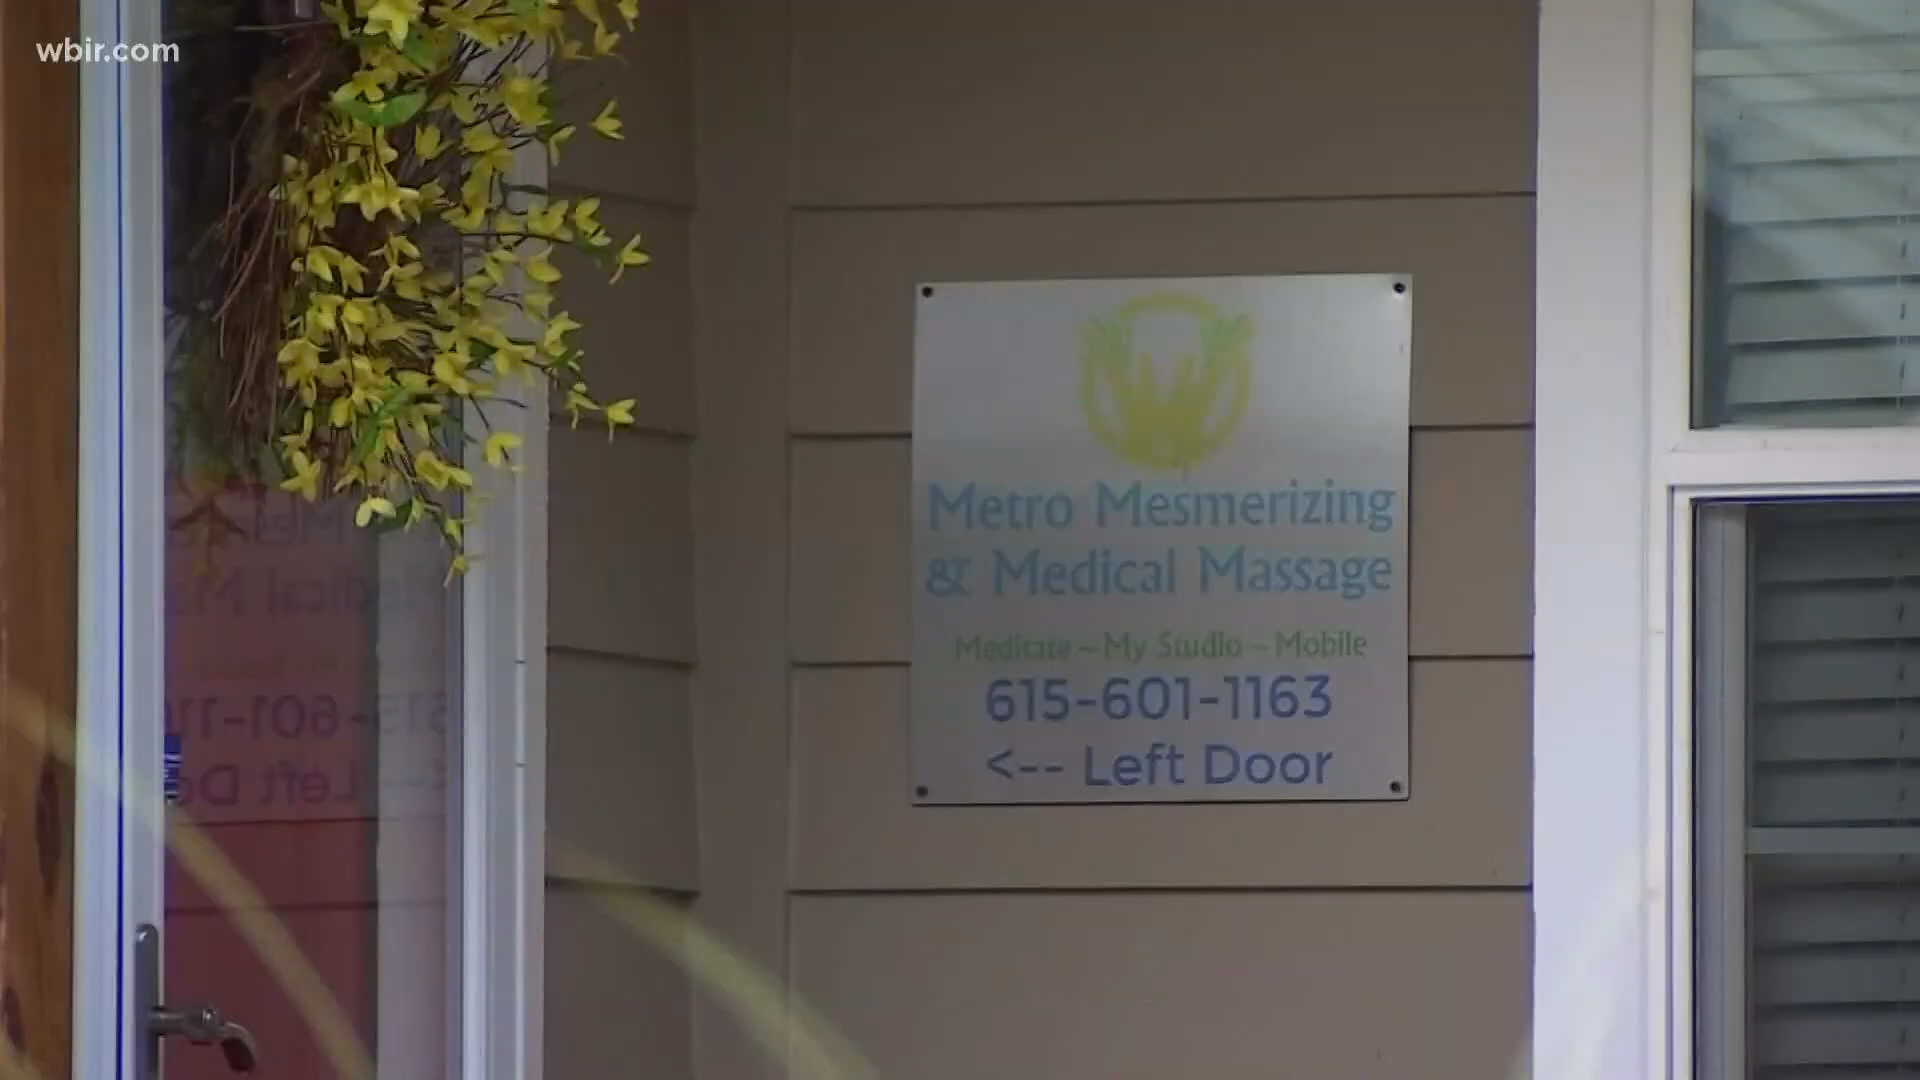 wbir.com
Metro Mesmerizing
& Medical Massage
Meditate ~ My Studio ~ Mobile
615-601-1163
<-- Left Door